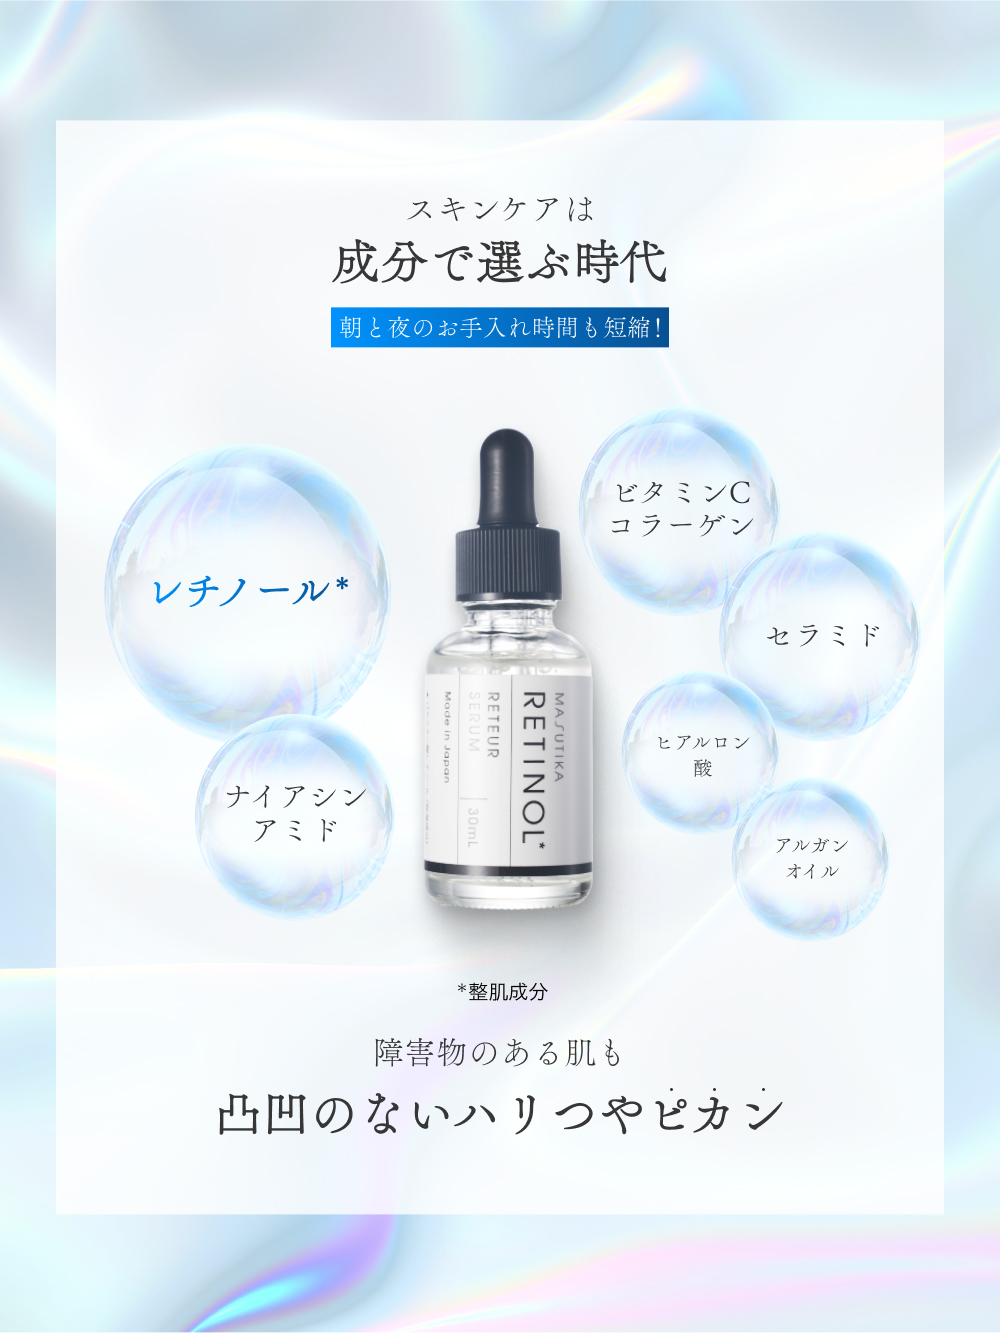 スキンケアは
成分で選ぶ時代
朝と夜のお手入れ時間も短縮！
ビタミンC
コラーゲン
レチノール*
セラミド
ヒアルロン
酸
ナイアシン
アミド
アルガン
オイル
MASUTIKA
RETINOL*
RETEUR
SERUM
30mL
Made in Japan
*整肌成分
障害物のある肌も
凸凹のないハリつやピカン